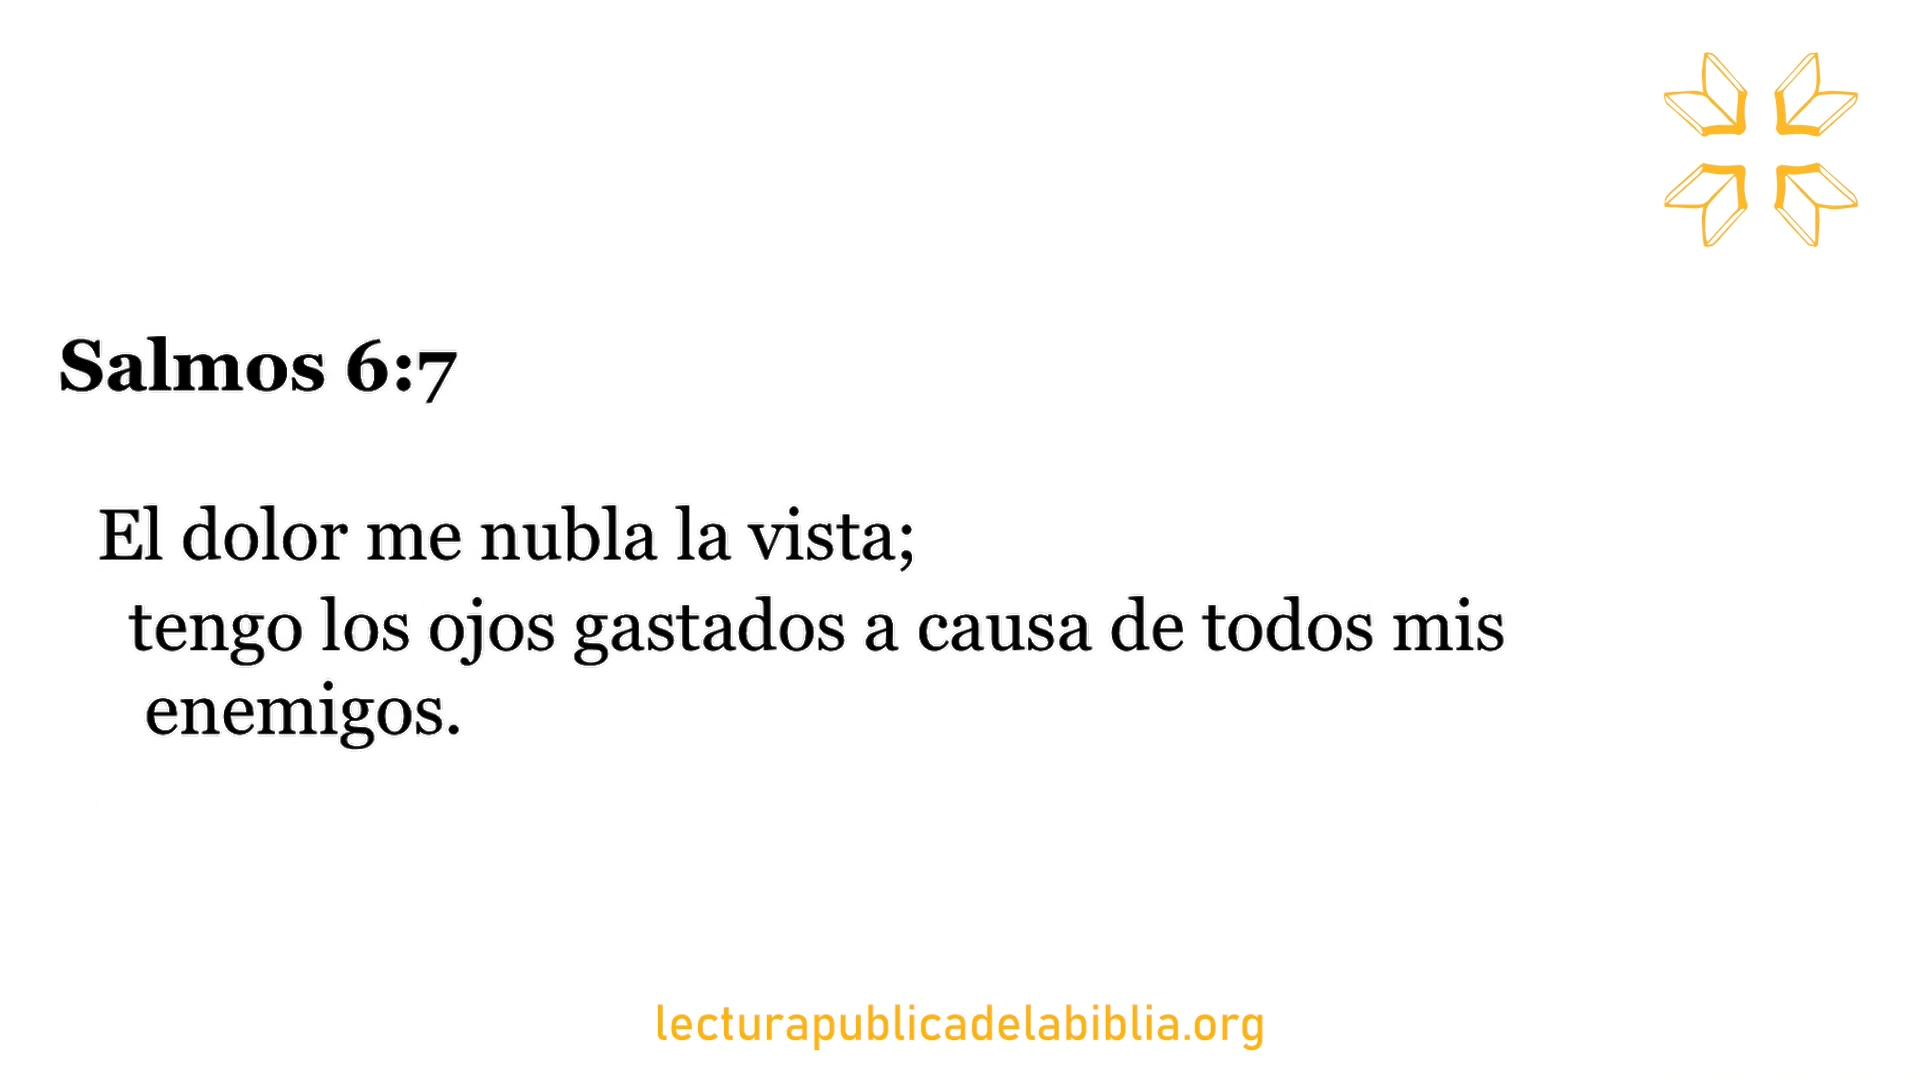 Salmos 6:7
El dolor me nubla la vista;
tengo los ojos gastados a causa de todos mis
enemigos.
lecturapublicadelabiblia.org